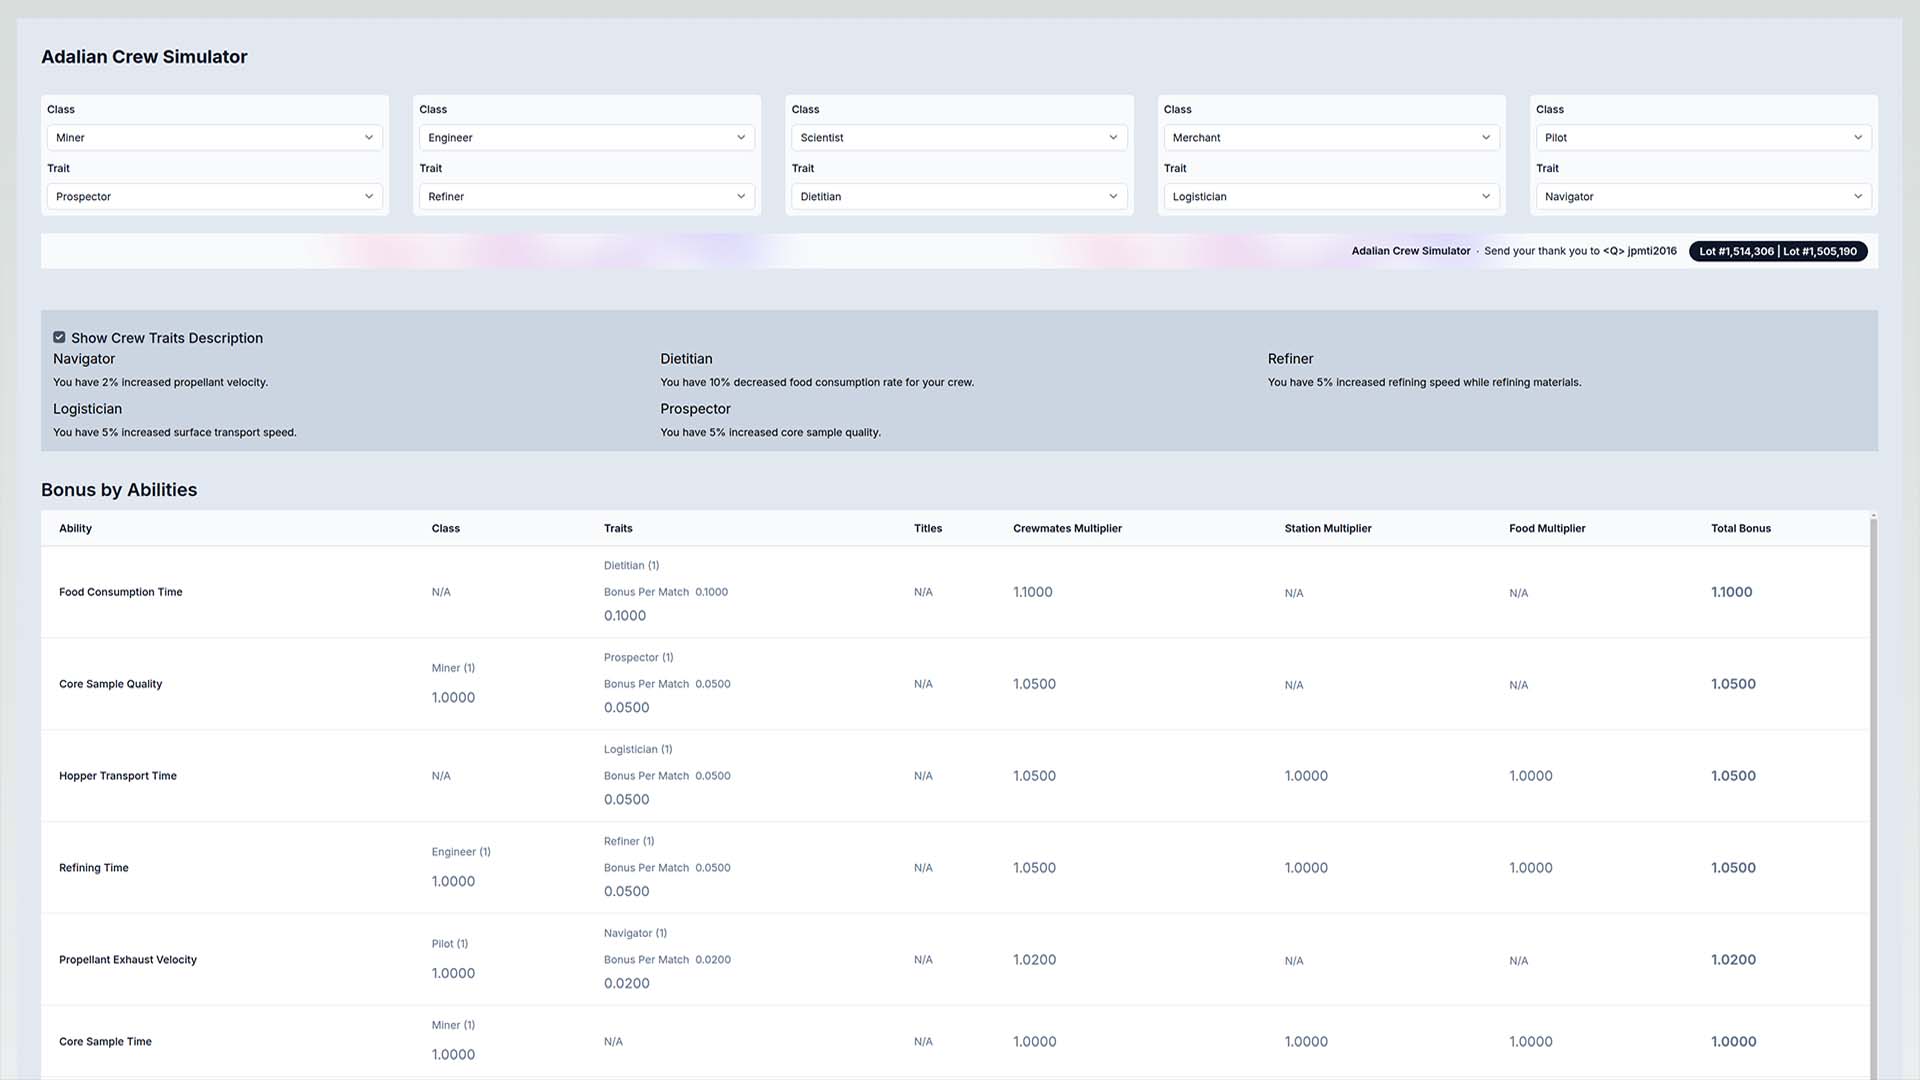 Adalian Crew Simulator
Class
Miner
Trait
Prospector
Class
Engineer
Trait
Refiner
Class
Scientist
Trait
Dietitian
Class
Merchant
Trait
Logistician
Class
Pilot
Trait
Navigator
Adalian Crew Simulator · Send your thank you to <Q> jpmti2016 Lot #1,514,306 | Lot #1,505,190
Show Crew Traits Description
Navigator
You have 2% increased propellant velocity.
Dietitian
You have 10% decreased food consumption rate for your crew.
Refiner
You have 5% increased refining speed while refining materials.
Logistician
You have 5% increased surface transport speed.
Prospector
You have 5% increased core sample quality.
Bonus by Abilities
Ability Class Traits Titles Crewmates Multiplier Station Multiplier Food Multiplier Total Bonus
Dietitian (1)
Food Consumption Time N/A Bonus Per Match 0.1000 N/A 1.1000 N/A N/A 1.1000
0.1000
Prospector (1)
Miner (1)
Core Sample Quality Bonus Per Match 0.0500 N/A 1.0500 N/A N/A 1.0500
1.0000
0.0500
Logistician (1)
Hopper Transport Time N/A Bonus Per Match 0.0500 N/A 1.0500 1.0000 1.0000 1.0500
0.0500
Refiner (1)
Engineer (1)
Refining Time Bonus Per Match 0.0500 N/A 1.0500 1.0000 1.0000 1.0500
1.0000
0.0500
Navigator (1)
Pilot (1)
Propellant Exhaust Velocity Bonus Per Match 0.0200 N/A 1.0200 N/A N/A 1.0200
1.0000
0.0200
Miner (1)
Core Sample Time N/A N/A 1.0000 1.0000 1.0000 1.0000
1.0000